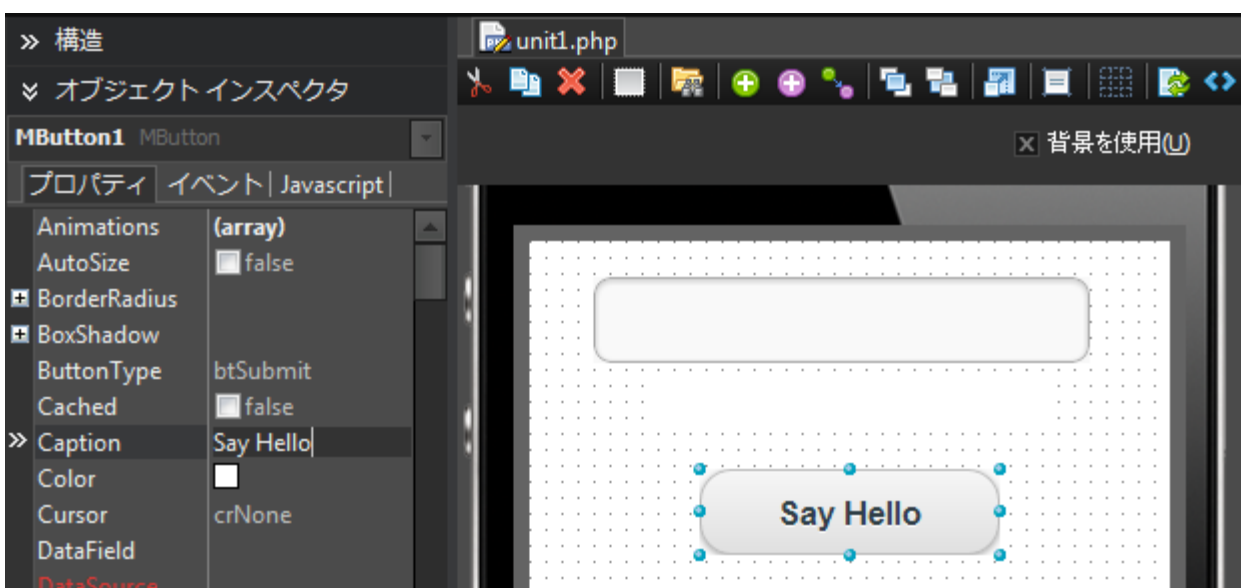 構造
オブジェクト インスペクタ
MButton1 MButton
プロパティ イベント Javascript
Animations (array)
AutoSize false
BorderRadius
BoxShadow
ButtonType btSubmit
Cached false
Caption Say Hello
Color
Cursor crNone
DataField
DataSource
unit1.php
背景を使用(U)
Say Hello